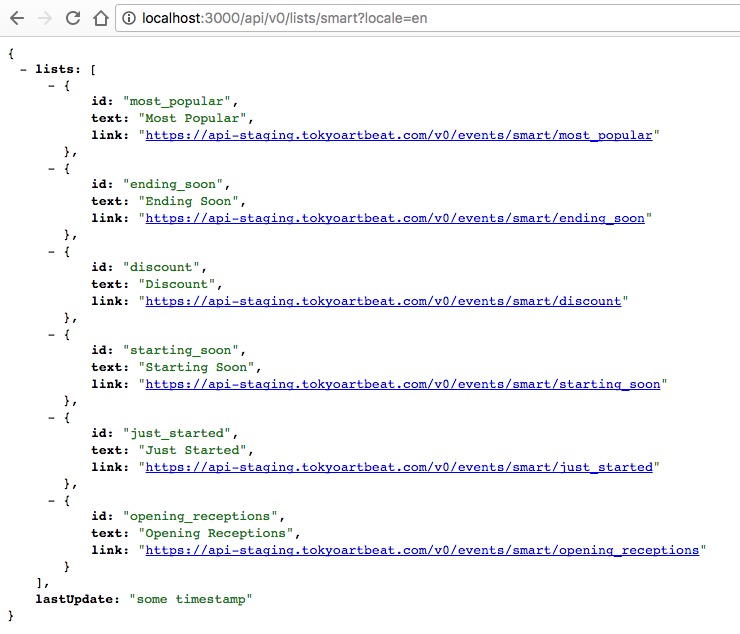 localhost:3000/api/v0/lists/smart?locale=en
{
– lists: [
– {
id: "most_popular",
text: "Most Popular",
link: "https://api-staging.tokyoartbeat.com/v0/events/smart/most_popular"
},
– {
id: "ending_soon",
text: "Ending Soon",
link: "https://api-staging.tokyoartbeat.com/v0/events/smart/ending_soon"
},
– {
id: "discount",
text: "Discount",
link: "https://api-staging.tokyoartbeat.com/v0/events/smart/discount"
},
– {
id: "starting_soon",
text: "Starting Soon",
link: "https://api-staging.tokyoartbeat.com/v0/events/smart/starting_soon"
},
– {
id: "just_started",
text: "Just Started",
link: "https://api-staging.tokyoartbeat.com/v0/events/smart/just_started"
},
– {
id: "opening_receptions",
text: "Opening Receptions",
link: "https://api-staging.tokyoartbeat.com/v0/events/smart/opening_receptions"
}
],
lastUpdate: "some timestamp"
}